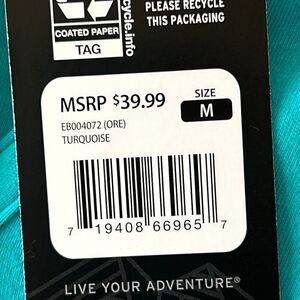 PLEASE RECYCLE
THIS PACKAGING
COATED PAPER
TAG
cycle.info
MSRP $39.99
SIZE
M
EB004072 (ORE)
TURQUOISE
7 19408 66965 7
LIVE YOUR ADVENTURE®